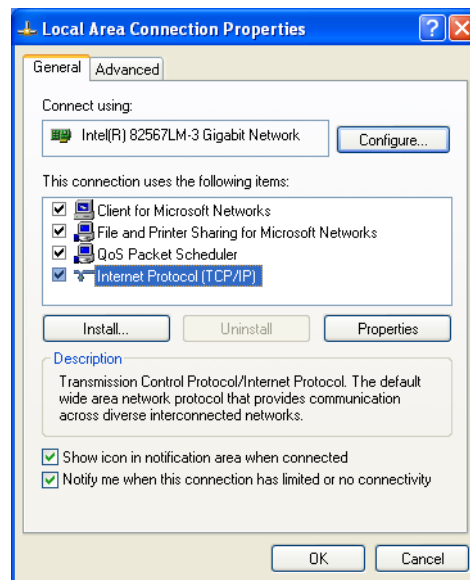 Local Area Connection Properties
General Advanced
Connect using:
Intel(R) 82567LM-3 Gigabit Network
Configure...
This connection uses the following items:
Client for Microsoft Networks
File and Printer Sharing for Microsoft Networks
QoS Packet Scheduler
Internet Protocol (TCP/IP)
Install... Uninstall Properties
Description
Transmission Control Protocol/Internet Protocol. The default
wide area network protocol that provides communication
across diverse interconnected networks.
Show icon in notification area when connected
Notify me when this connection has limited or no connectivity
OK Cancel